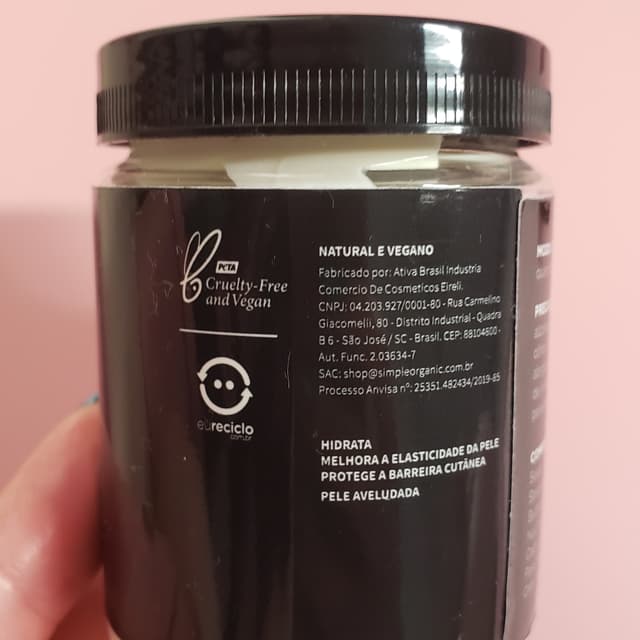 PETA
Cruelty-Free
and Vegan
eureciclo
.com.br
NATURAL E VEGANO
Fabricado por: Ativa Brasil Industria
Comercio De Cosmeticos Eireli.
CNPJ: 04.203.927/0001-80 - Rua Carmelino
Giacomelli, 80 - Distrito Industrial - Quadra
B 6 - São José / SC - Brasil. CEP: 88104800 -
Aut. Func. 2.03634-7
SAC: shop@simpleorganic.com.br
Processo Anvisa nº: 25351.482434/2019-85
HIDRATA
MELHORA A ELASTICIDADE DA PELE
PROTEGE A BARREIRA CUTÂNEA
PELE AVELUDADA